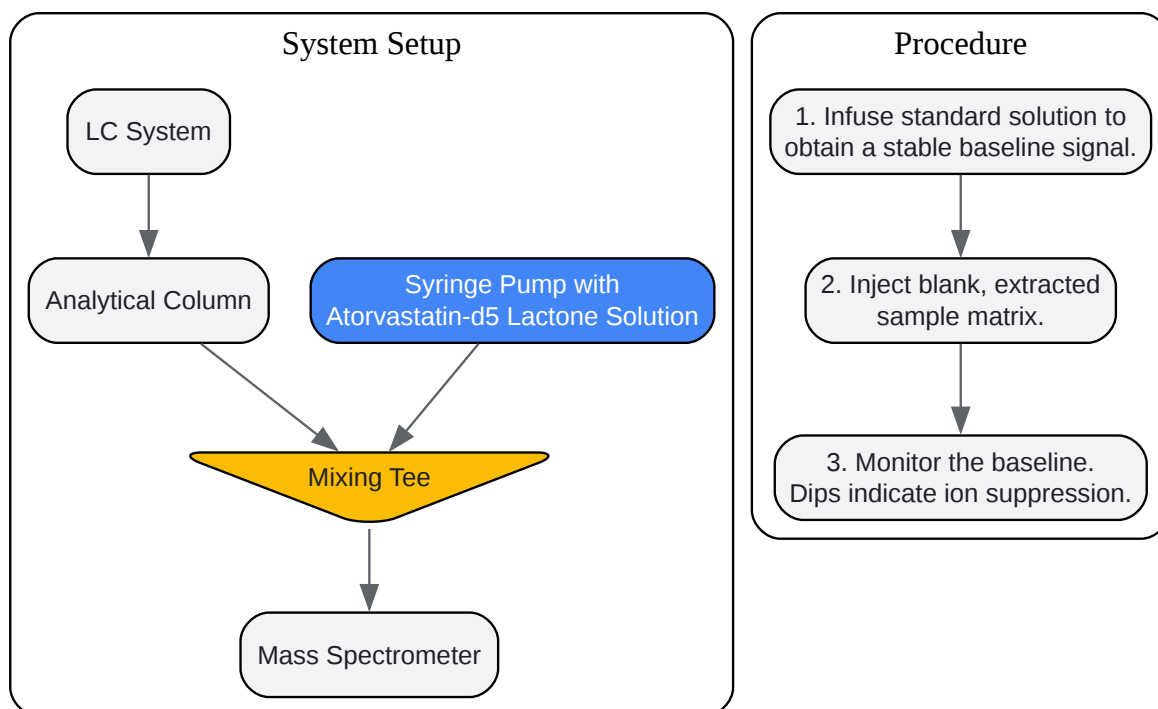 System Setup
LC System
Analytical Column
Syringe Pump with
Atorvastatin-d5 Lactone Solution
Mixing Tee
Mass Spectrometer
Procedure
1. Infuse standard solution to
obtain a stable baseline signal.
2. Inject blank, extracted
sample matrix.
3. Monitor the baseline.
Dips indicate ion suppression.